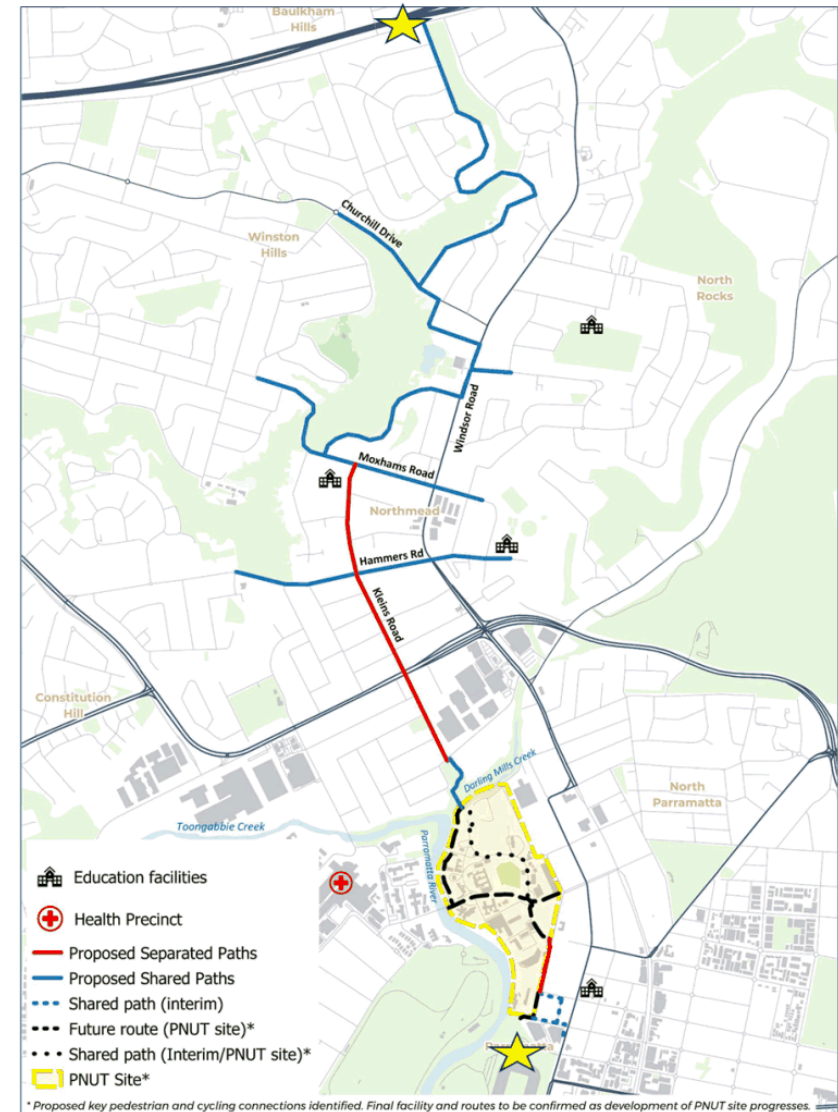 Baulkham
Hills
Churchill Drive
Winston
Hills
North
Rocks
Windsor Road
Moxhams Road
Northmead
Hammers Rd
Kleins Road
Constitution
Hill
Darling Mills Creek
North
Parramatta
Toongabbie Creek
Parramatta River
Education facilities
Health Precinct
Proposed Separated Paths
Proposed Shared Paths
Shared path (interim)
Future route (PNUT site)*
Shared path (Interim/PNUT site)*
PNUT Site*
* Proposed key pedestrian and cycling connections identified. Final facility and routes to be confirmed as development of PNUT site progresses.